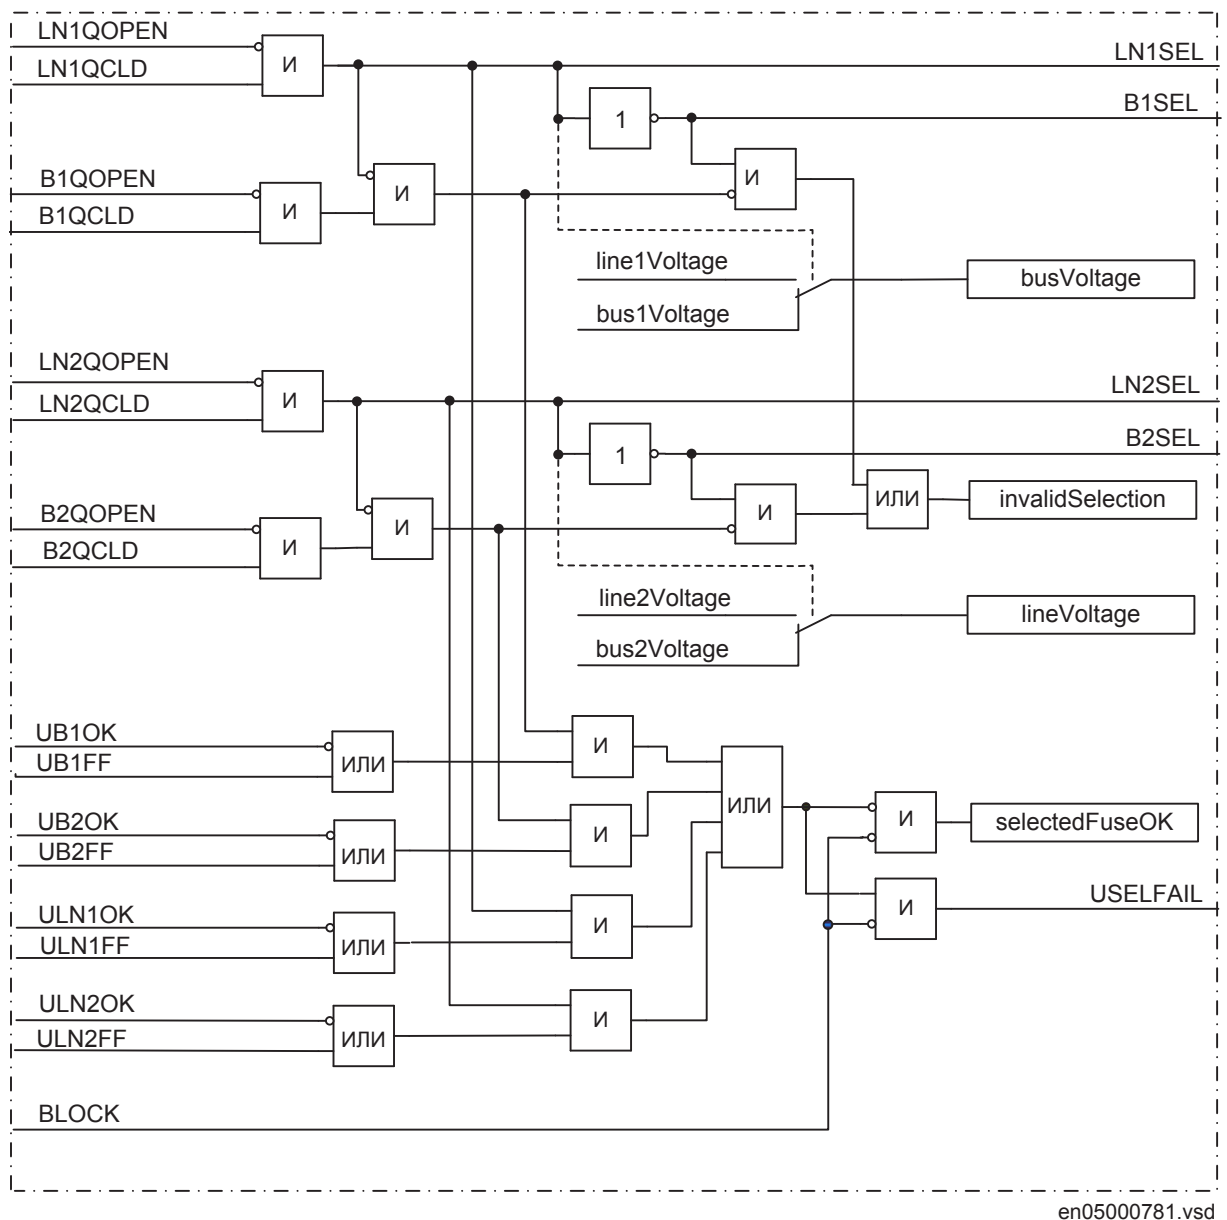 LN1QOPEN
LN1QCLD
И
LN1SEL
B1SEL
1
B1QOPEN
B1QCLD
И
И
И
line1Voltage
bus1Voltage
busVoltage
LN2QOPEN
LN2QCLD
И
LN2SEL
B2SEL
1
B2QOPEN
B2QCLD
И
И
И
ИЛИ
invalidSelection
line2Voltage
bus2Voltage
lineVoltage
UB1OK
UB1FF
ИЛИ
И
UB2OK
UB2FF
ИЛИ
И
ИЛИ
И
selectedFuseOK
ULN1OK
ULN1FF
ИЛИ
И
И
USELFAIL
ULN2OK
ULN2FF
ИЛИ
И
BLOCK
en05000781.vsd